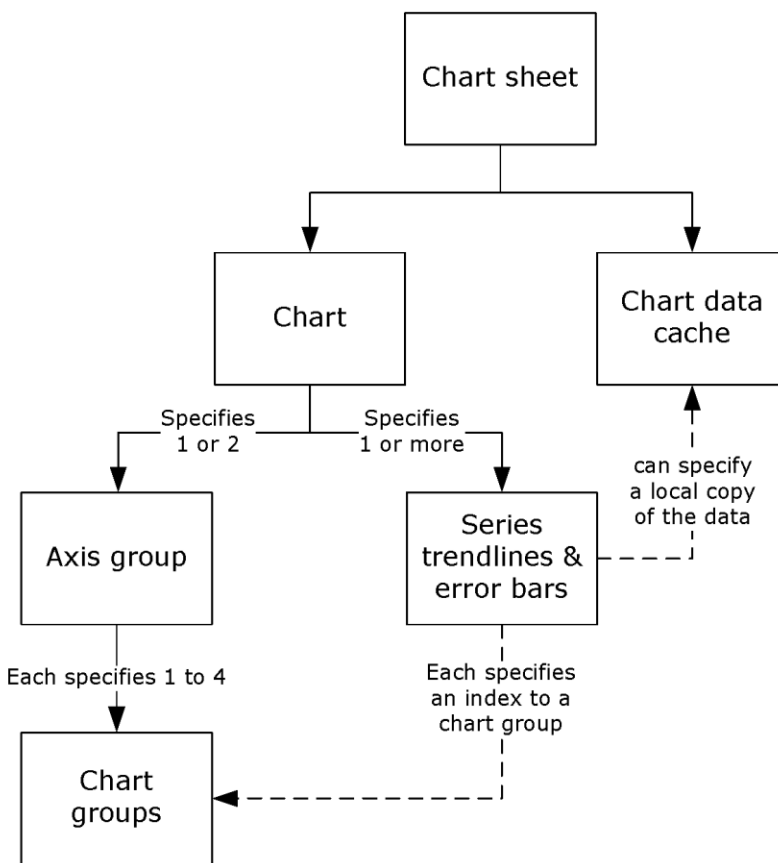 Chart sheet
Chart
Chart data
cache
Specifies
1 or 2
Specifies
1 or more
can specify
a local copy
of the data
Axis group
Series
trendlines &
error bars
Each specifies 1 to 4
Each specifies
an index to a
chart group
Chart
groups